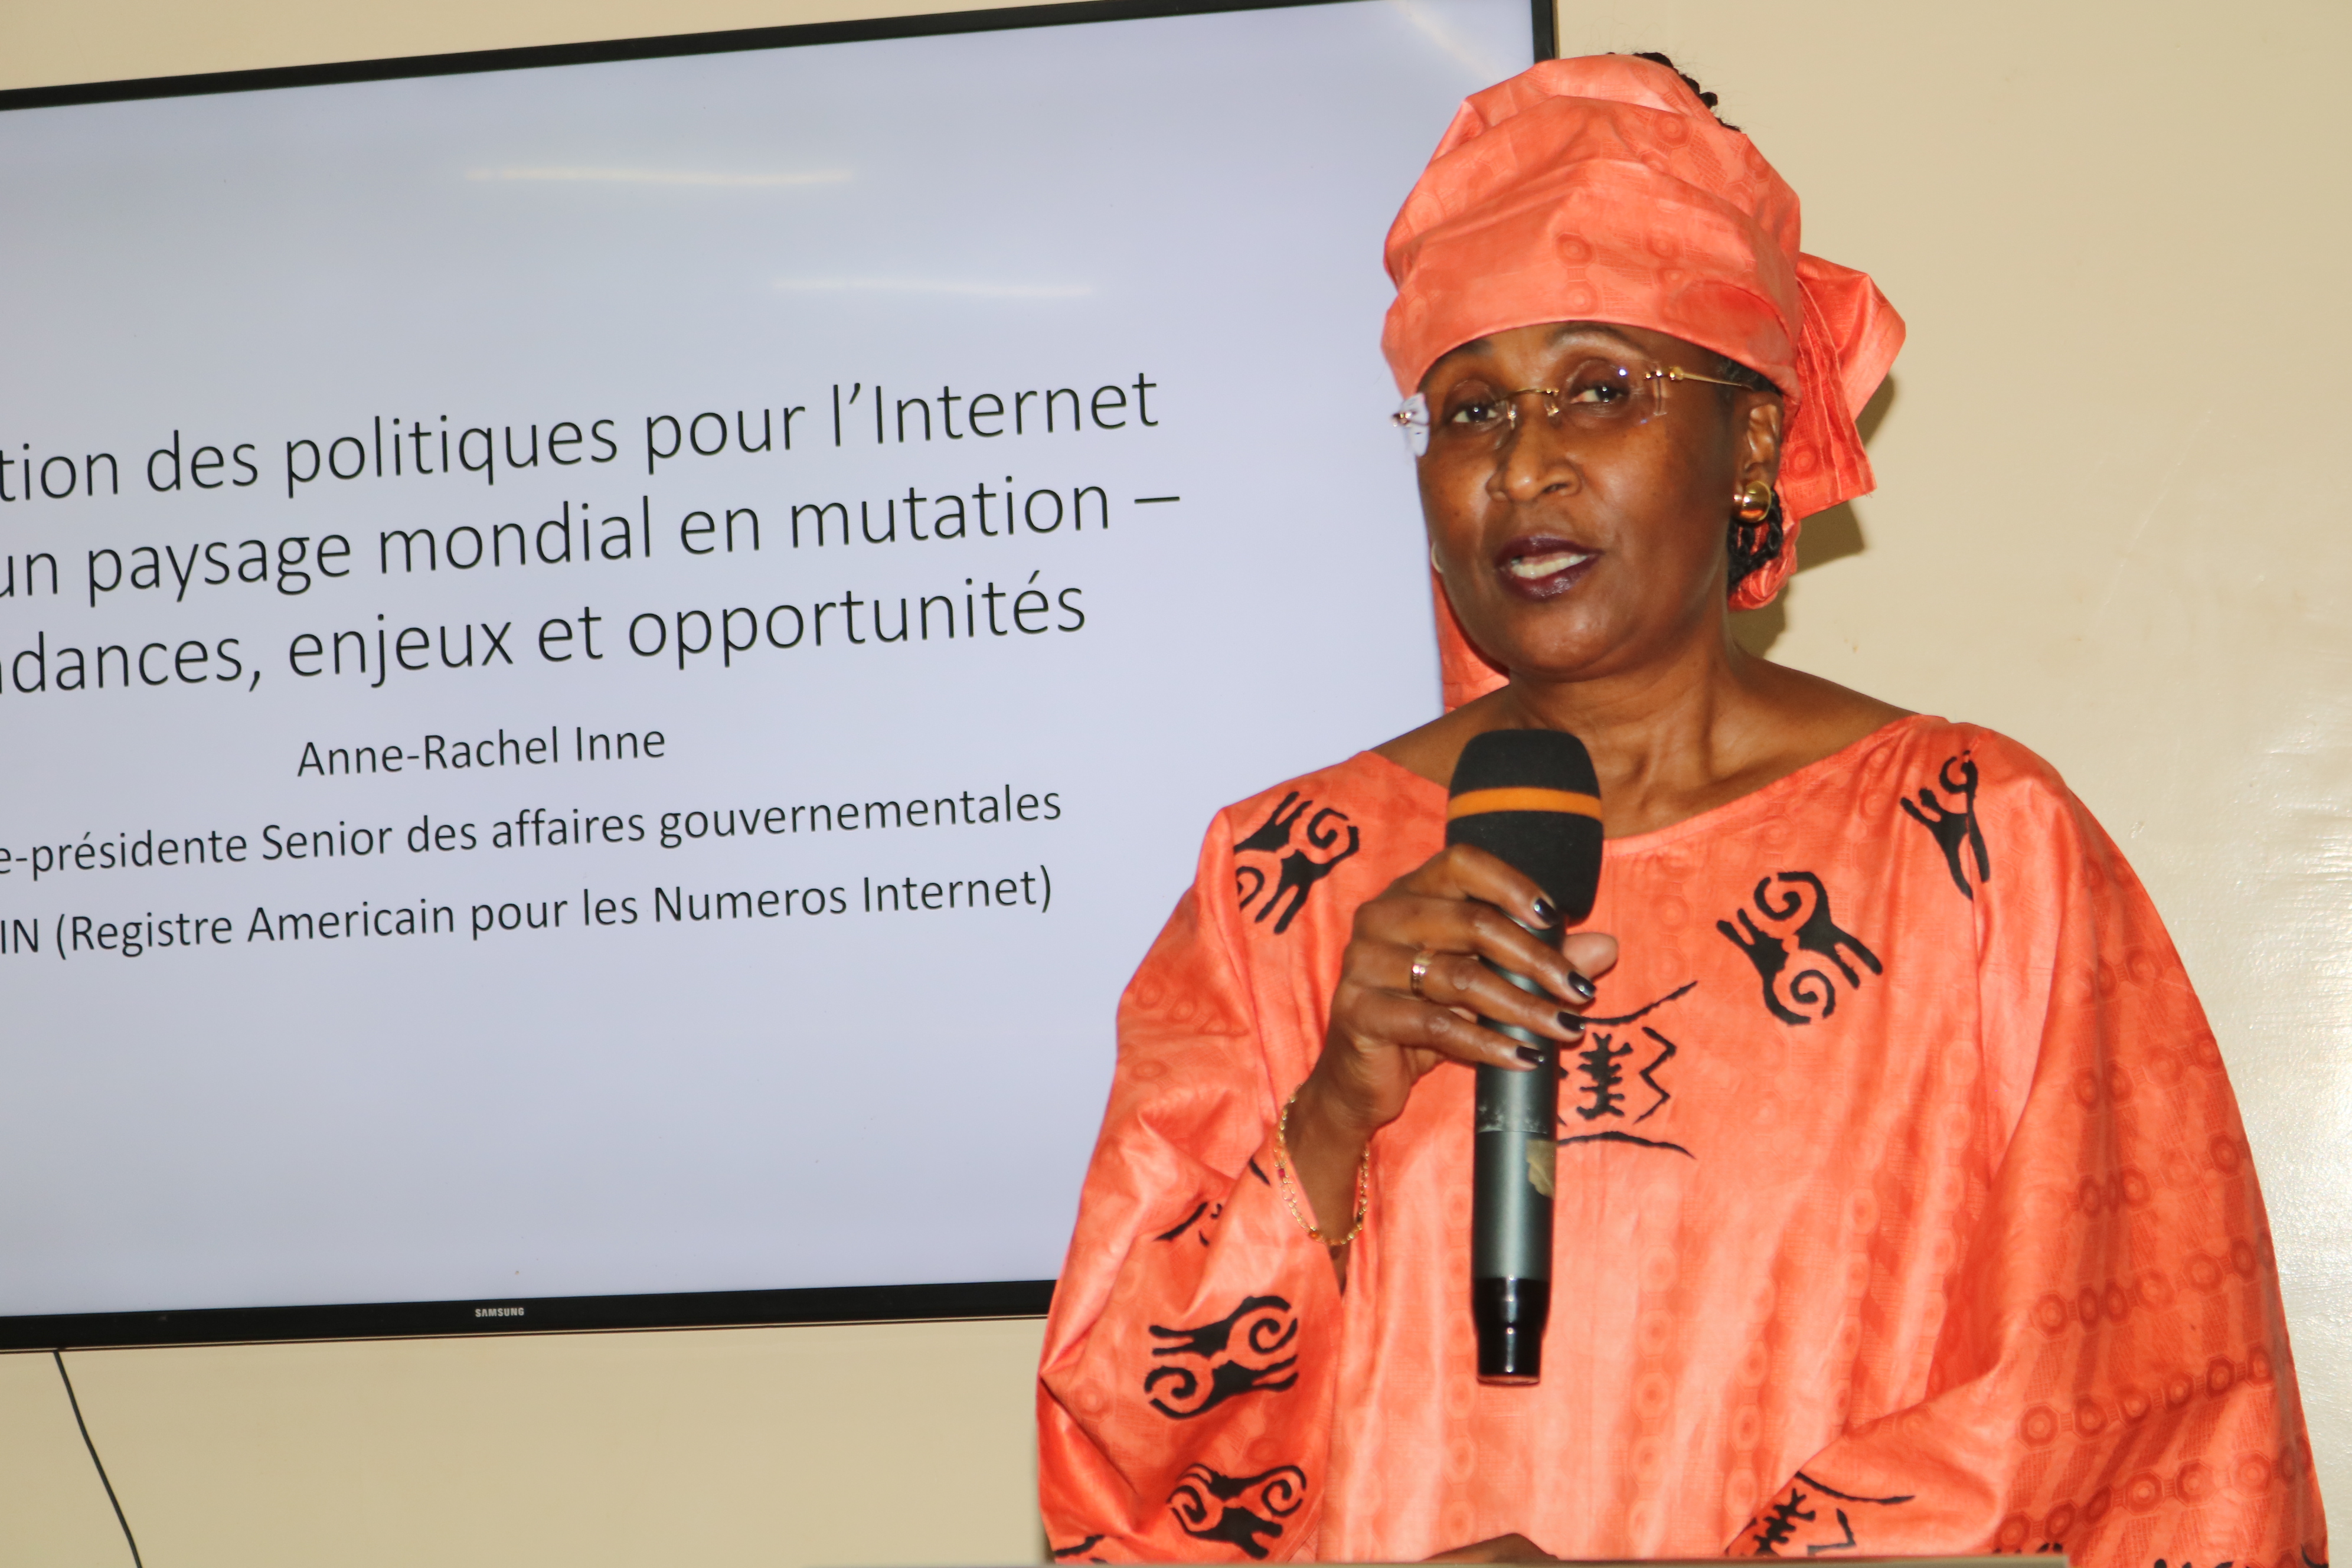 tion des politiques pour l’Internet
un paysage mondial en mutation –
dances, enjeux et opportunités
Anne-Rachel Inne
e-présidente Senior des affaires gouvernementales
IN (Registre Americain pour les Numeros Internet)
SAMSUNG